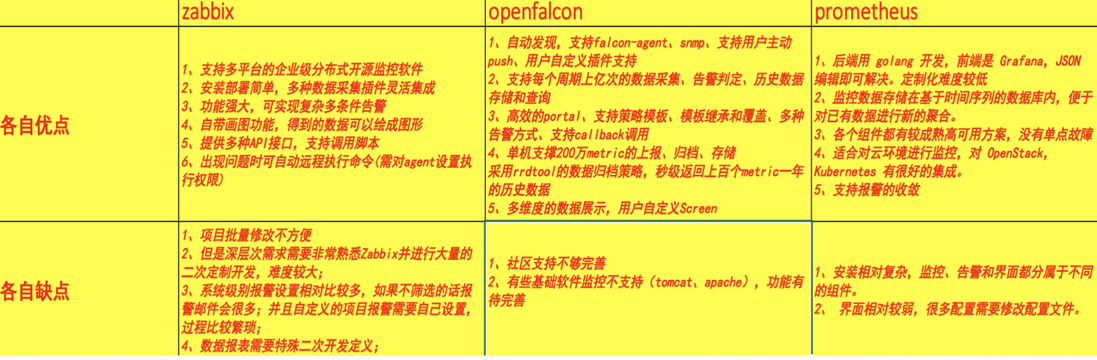 zabbix
openfalcon
prometheus
各自优点
1、支持多平台的企业级分布式开源监控软件
2、安装部署简单，多种数据采集插件灵活集成
3、功能强大，可实现复杂多条件告警
4、自带画图功能，得到的数据可以绘成图形
5、提供多种API接口，支持调用脚本
6、出现问题时可自动远程执行命令(需对agent设置执
行权限)
1、自动发现，支持falcon-agent、snmp、支持用户主动
push、用户自定义插件支持
2、支持每个周期上亿次的数据采集、告警判定、历史数据
存储和查询
3、高效的portal、支持策略模板、模板继承和覆盖、多种
告警方式、支持callback调用
4、单机支撑200万metric的上报、归档、存储
采用rrdtool的数据归档策略，秒级返回上百个metric一年
的历史数据
5、多维度的数据展示，用户自定义Screen
1、后端用 golang 开发，前端是 Grafana，JSON
编辑即可解决。定制化难度较低
2、监控数据存储在基于时间序列的数据库内，便于
对已有数据进行新的聚合。
3、各个组件都有较成熟高可用方案，没有单点故障
4、适合对云环境进行监控，对 OpenStack，
Kubernetes 有很好的集成。
5、支持报警的收敛
各自缺点
1、项目批量修改不方便
2、但是深层次需求需要非常熟悉Zabbix并进行大量的
二次定制开发，难度较大；
3、系统级别报警设置相对比较多，如果不筛选的话报
警邮件会很多；并且自定义的项目报警需要自己设置，
过程比较繁琐；
4、数据报表需要特殊二次开发定义；
1、社区支持不够完善
2、有些基础软件监控不支持（tomcat、apache），功能有
待完善
1、安装相对复杂，监控、告警和界面都分属于不同
的组件。
2、 界面相对较弱，很多配置需要修改配置文件。